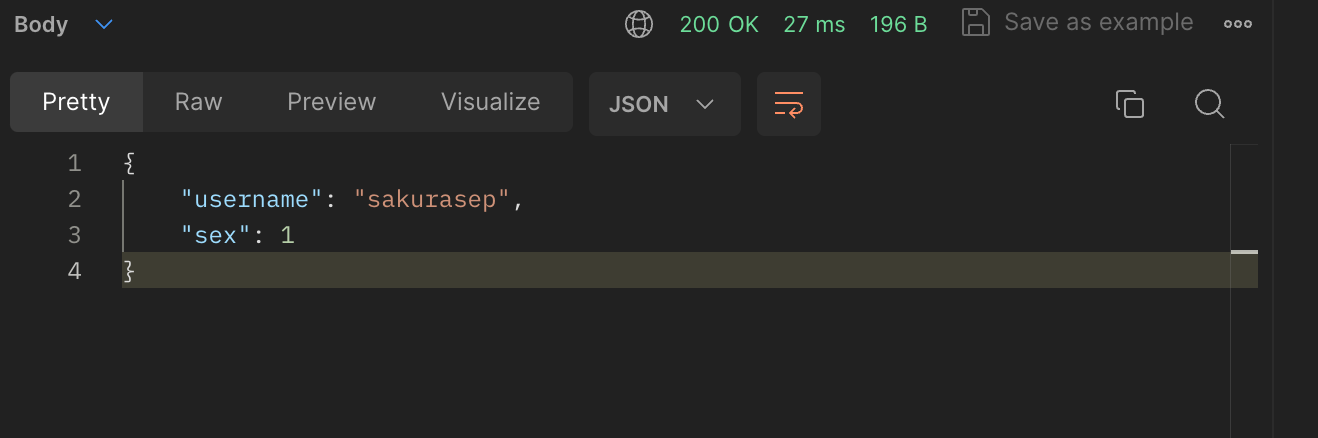 Body 200 OK 27 ms 196 B Save as example
Pretty Raw Preview Visualize JSON
1 {
2 "username": "sakurasep",
3 "sex": 1
4 }